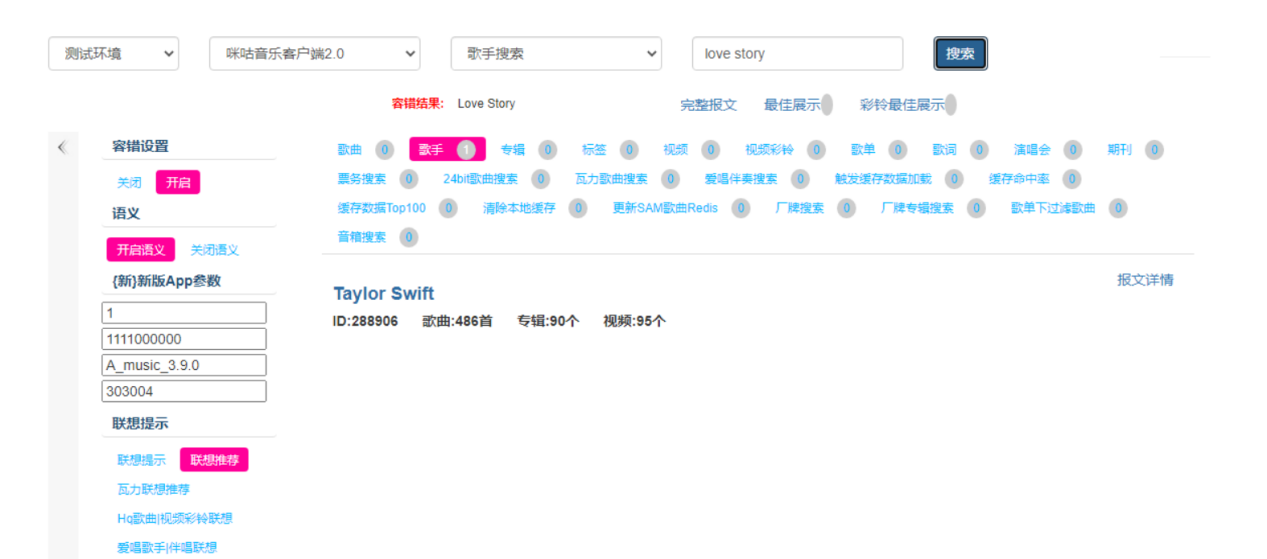 测试环境 咪咕音乐客户端2.0 歌手搜索 love story 搜索
容错结果: Love Story 完整报文 最佳展示 彩铃最佳展示
容错设置
关闭 开启
语义
开启语义 关闭语义
{新}新版App参数
1
1111000000
A_music_3.9.0
303004
联想提示
联想提示 联想推荐
瓦力联想推荐
Hq歌曲|视频彩铃联想
爱唱歌手|伴唱联想
歌曲 0 歌手 1 专辑 0 标签 0 视频 0 视频彩铃 0 歌单 0 歌词 0 演唱会 0 期刊 0
票务搜索 0 24bit歌曲搜索 0 瓦力歌曲搜索 0 爱唱伴奏搜索 0 触发缓存数据加载 0 缓存命中率 0
缓存数据Top100 0 清除本地缓存 0 更新SAM歌曲Redis 0 厂牌搜索 0 厂牌专辑搜索 0 歌单下过滤歌曲 0
音箱搜索 0
报文详情
Taylor Swift
ID:288906 歌曲:486首 专辑:90个 视频:95个